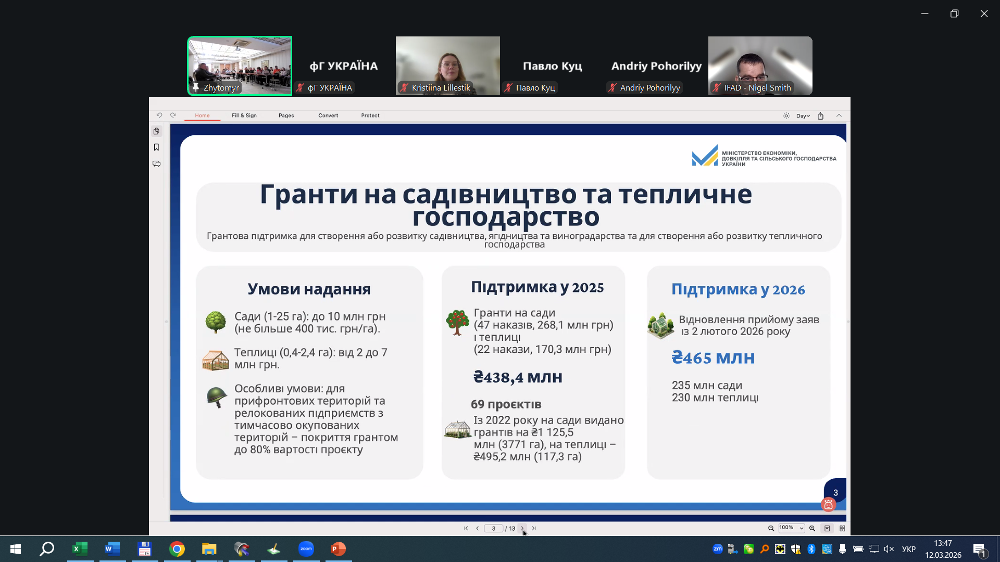 фГ УКРАЇНА
Павло Куц
Andriy Pohorilyy
Zhytomyr
фГ УКРАЇНА
Kristiina Lillestik
Павло Куц
Andriy Pohorilyy
IFAD - Nigel Smith
Home
Fill & Sign
Pages
Convert
Protect
Day
МІНІСТЕРСТВО ЕКОНОМІКИ,
ДОВКІЛЛЯ ТА СІЛЬСЬКОГО ГОСПОДАРСТВА
УКРАЇНИ
Гранти на садівництво та тепличне
господарство
Грантова підтримка для створення або розвитку садівництва, ягідництва та виноградарства та для створення або розвитку тепличного
господарства
Умови надання
Сади (1-25 га): до 10 млн грн
(не більше 400 тис. грн/га).
Теплиці (0,4-2,4 га): від 2 до 7
млн грн.
Особливі умови: для
прифронтових територій та
релокованих підприємств з
тимчасово окупованих
територій – покриття грантом
до 80% вартості проєкту
Підтримка у 2025
Гранти на сади
(47 наказів, 268,1 млн грн)
і теплиці
(22 накази, 170,3 млн грн)
₴438,4 млн
69 проєктів
Із 2022 року на сади видано
грантів на ₴1 125,5
млн (3771 га), на теплиці –
₴495,2 млн (117,3 га)
Підтримка у 2026
Відновлення прийому заяв
із 2 лютого 2026 року
₴465 млн
235 млн сади
230 млн теплиці
3
3 / 13
100%
zoom
zm
УКР
13:47
12.03.2026
1